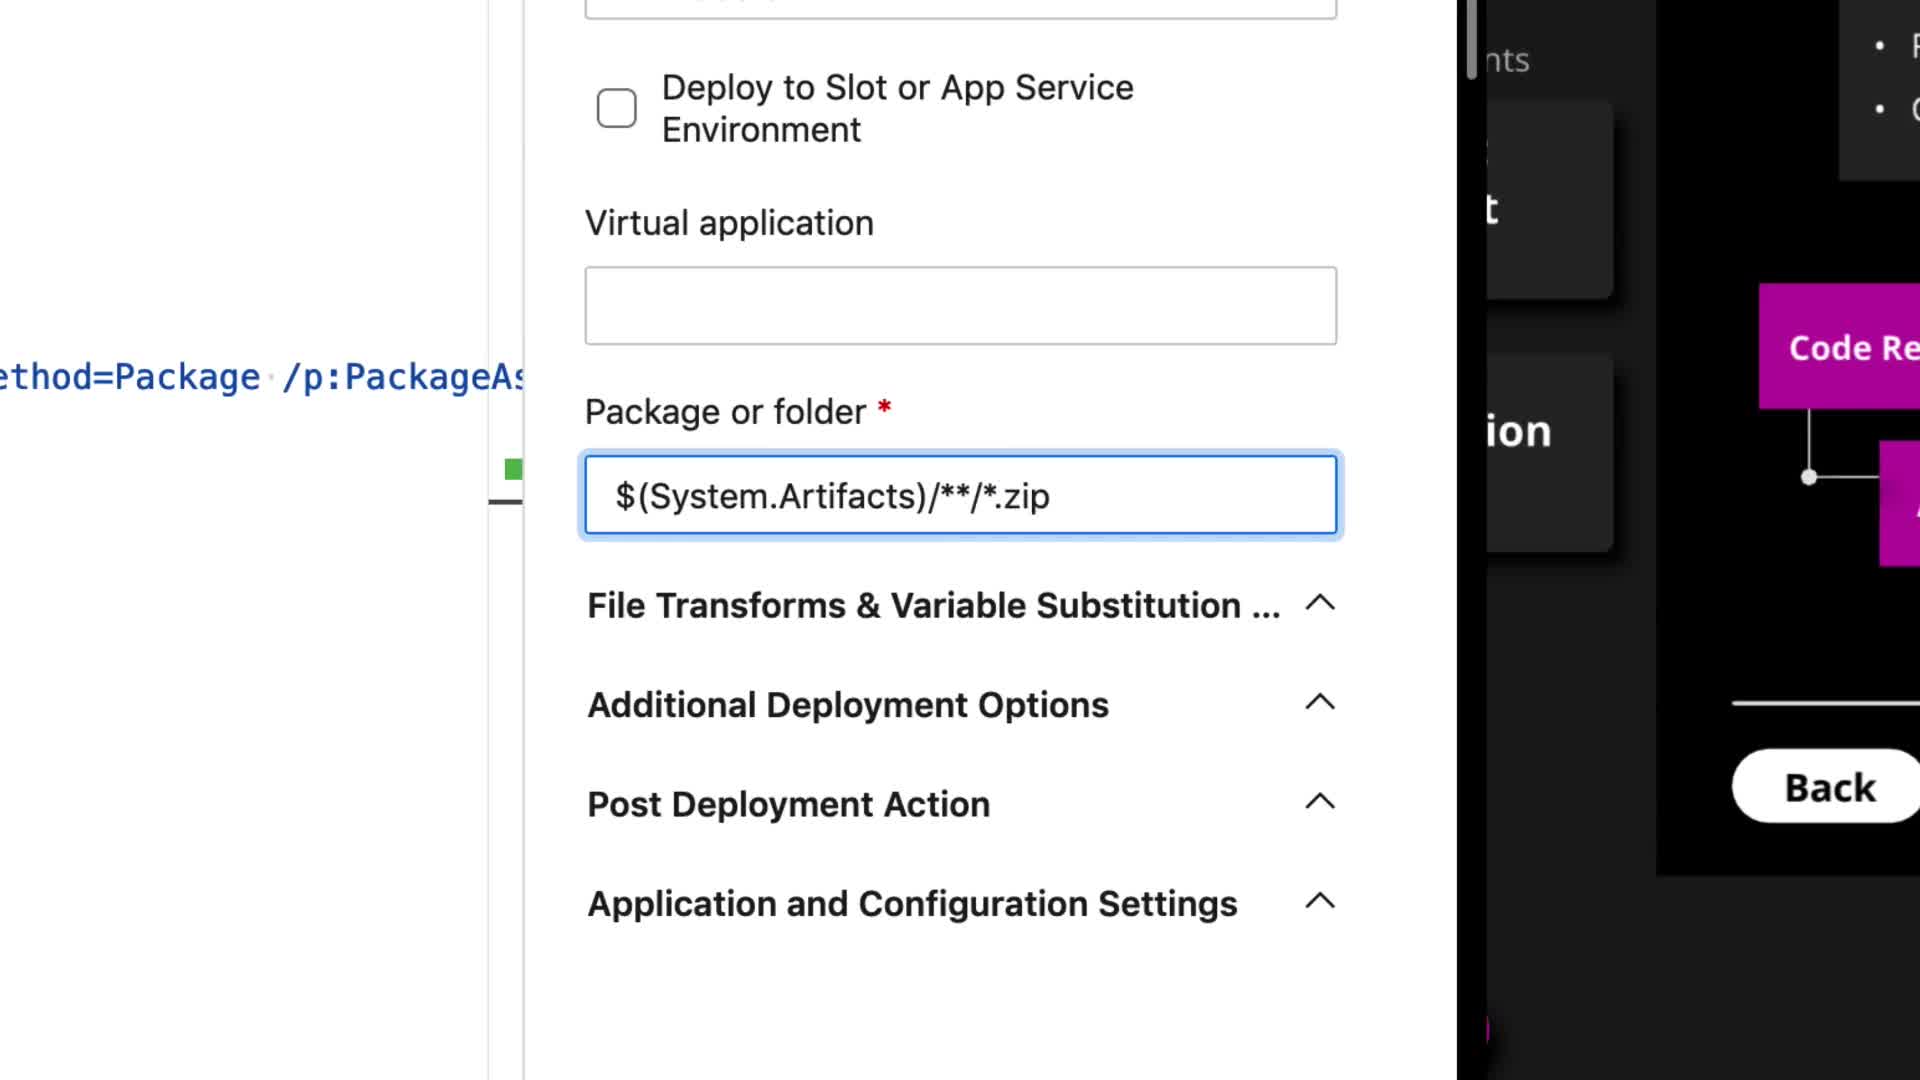 Deploy to Slot or App Service
Environment
Virtual application
ethod=Package /p:PackageAs
Package or folder *
$(System.Artifacts)/**/*.zip
File Transforms & Variable Substitution ...
Additional Deployment Options
Post Deployment Action
Application and Configuration Settings
nts
t
ion
Code Re
Back